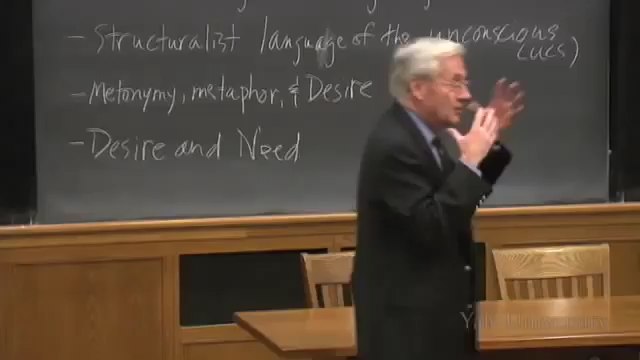 - Structuralist language of the unconscious
(ucs)
- Metonymy, metaphor, & Desire
- Desire and Need
Yale University